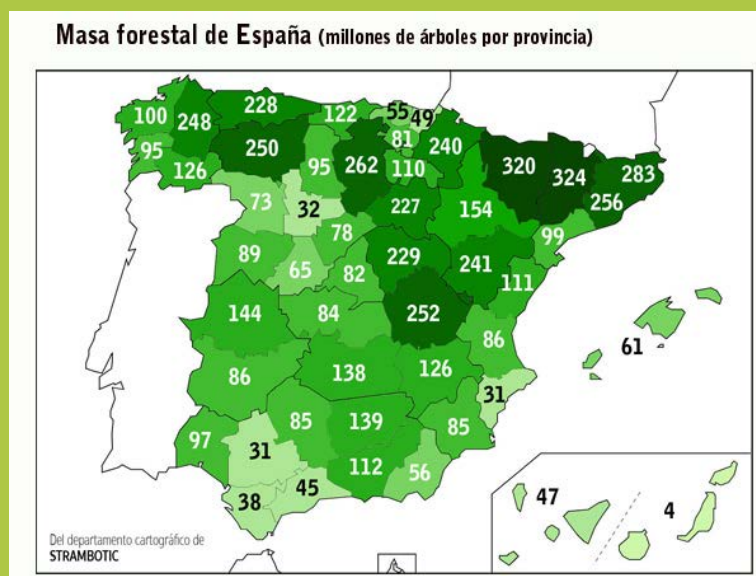 Masa forestal de España (millones de árboles por provincia)
100 248 228 122 55 49
95 126 250 95 262 81 240 320 324 283
110 256
73 32 227 154 99
78
89 65 82 229 241 111
144 84 252 86 61
86 138 126 31
97 31 85 139 85
38 45 112 56
47 4
Del departamento cartográfico de
STRAMBOTIC